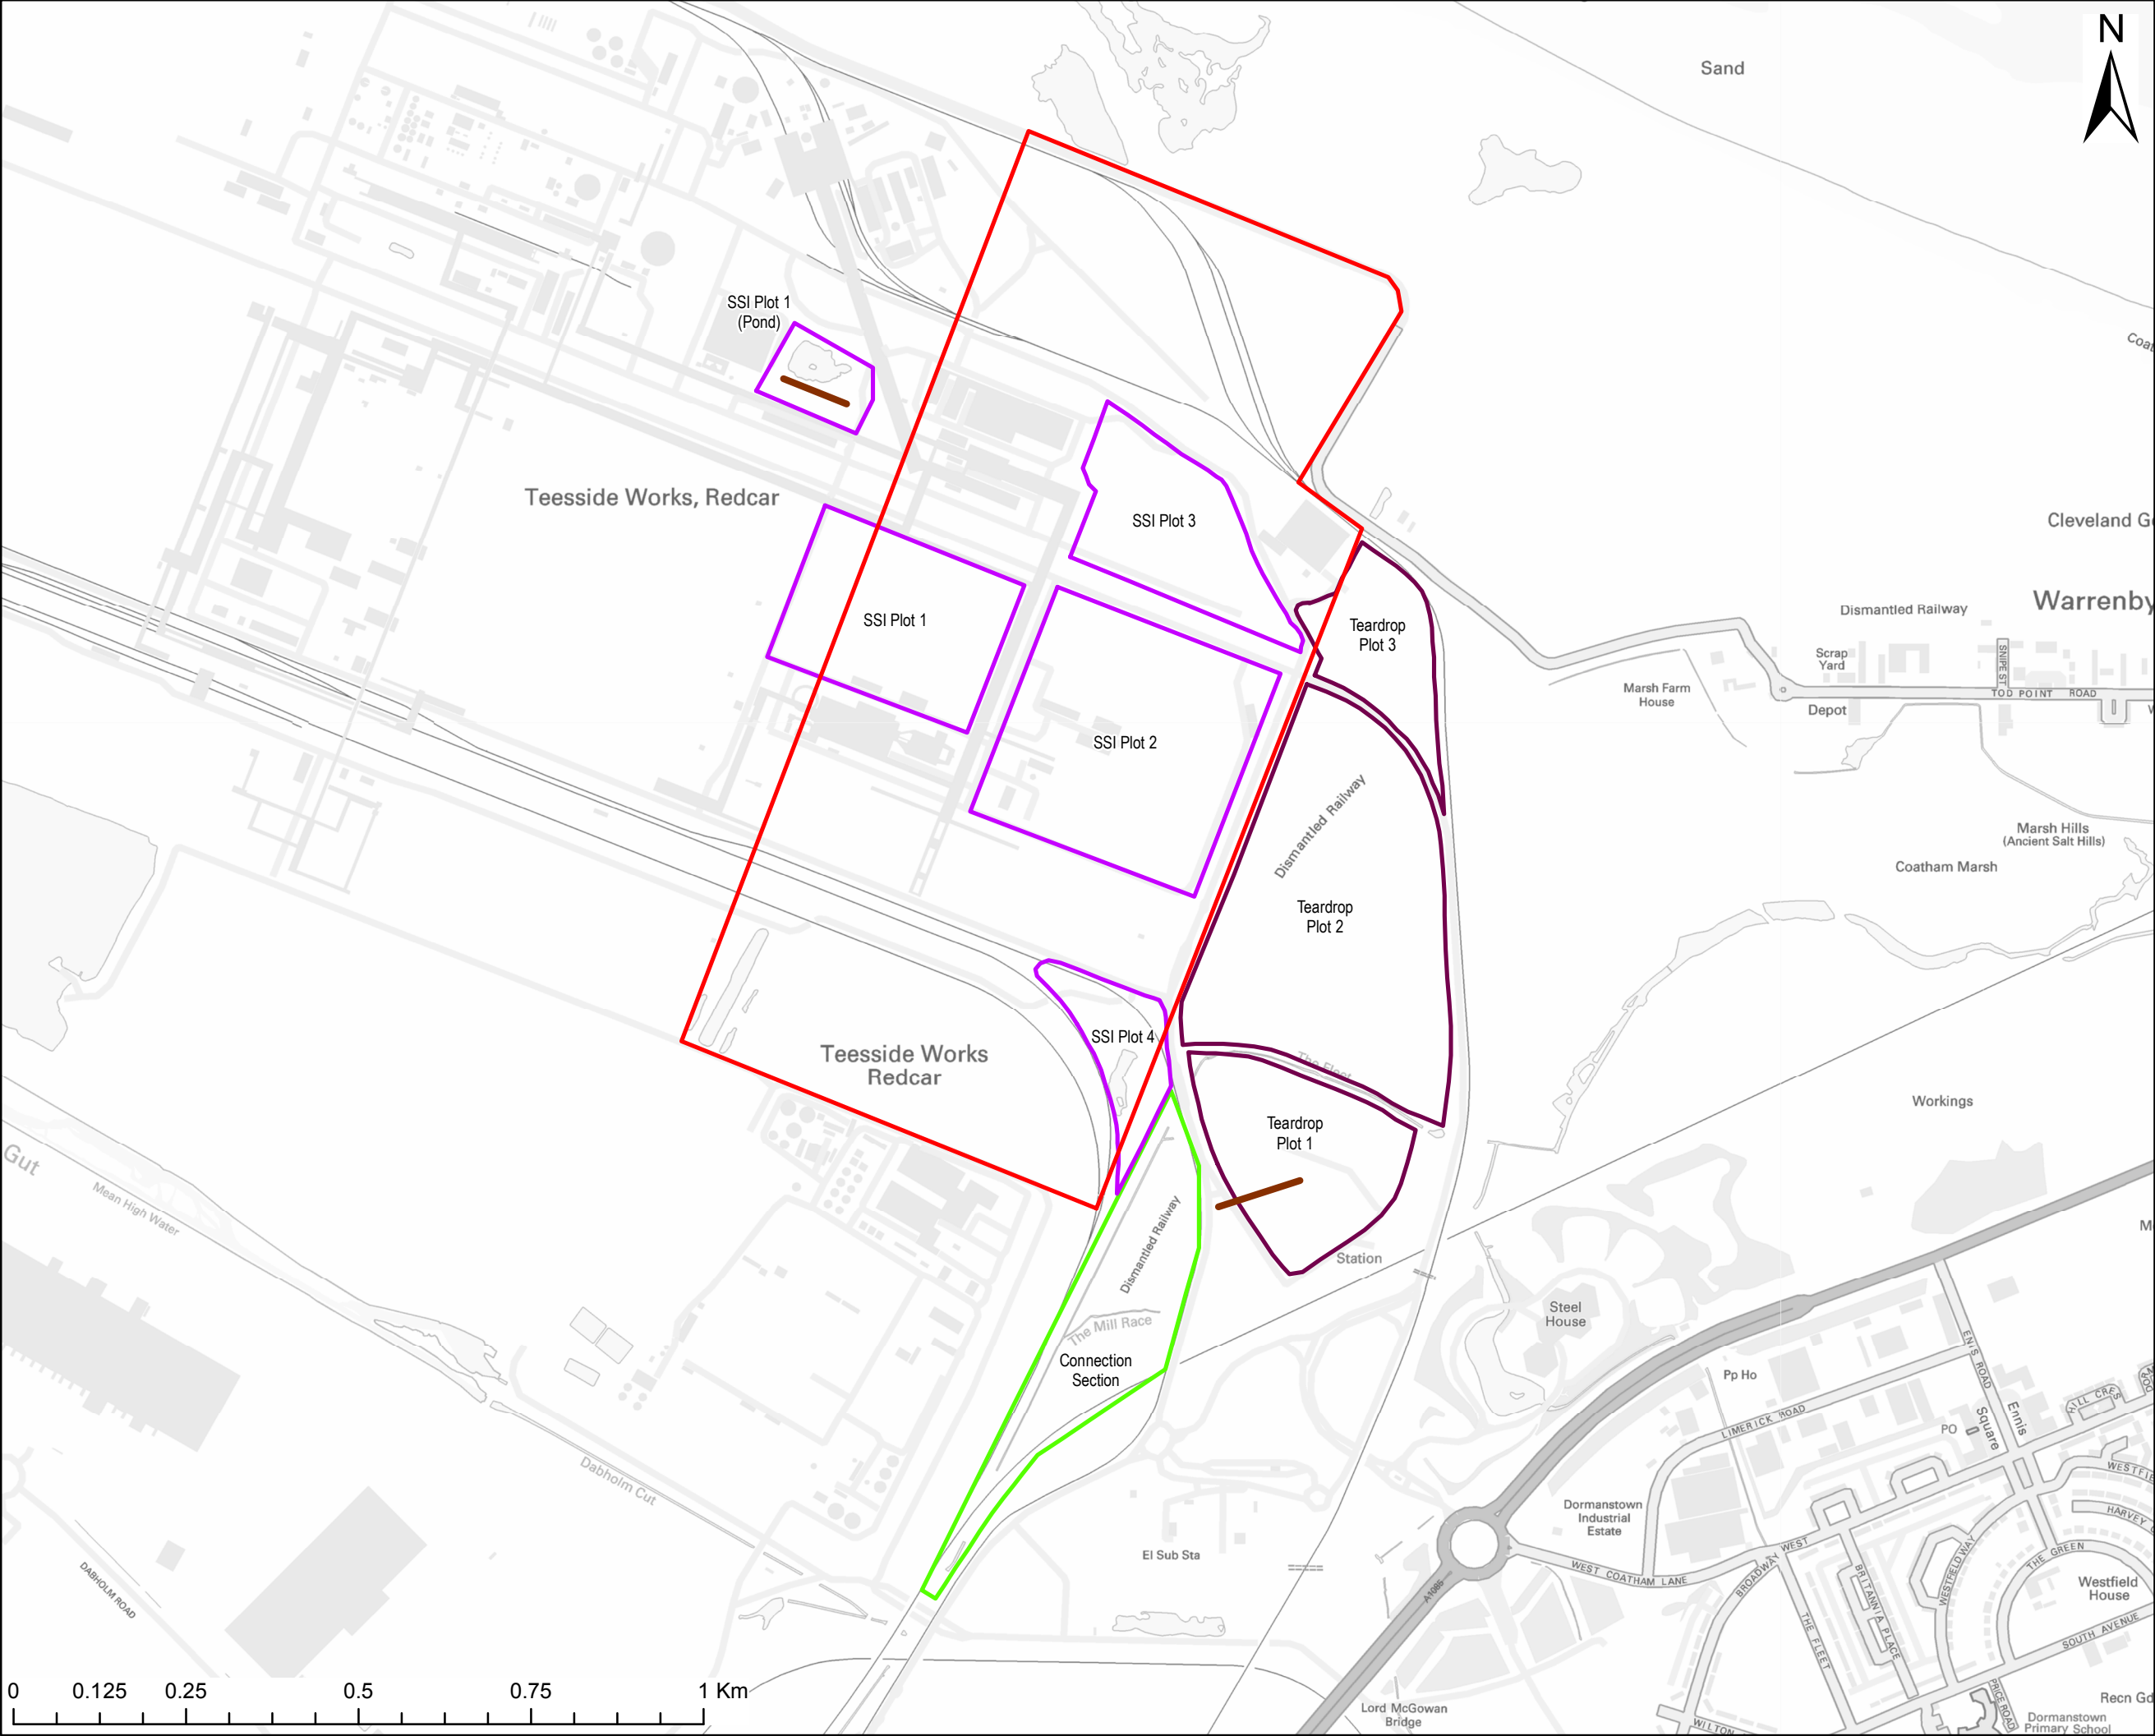 N
Sand
Coat
SSI Plot 1
(Pond)
Teesside Works, Redcar
SSI Plot 3
Cleveland G
SSI Plot 1
Teardrop
Plot 3
Dismantled Railway
Warrenby
Scrap
Yard
SNIPE ST
Marsh Farm
House
TOD POINT ROAD
Depot
SSI Plot 2
Dismantled Railway
Marsh Hills
(Ancient Salt Hills)
Coatham Marsh
Teardrop
Plot 2
SSI Plot 4
Teesside Works
Redcar
The Fleet
Workings
Teardrop
Plot 1
Gut
Mean High Water
Dismantled Railway
Station
Steel
House
The Mill Race
Connection
Section
Pp Ho
ENNIS ROAD
LIMERICK ROAD
HILL CRES
PO
Ennis
Square
WESTFIE
Dabholm Cut
Dormanstown
Industrial
Estate
HARVEY
El Sub Sta
BROADWAY WEST
WEST COATHAM LANE
WESTFIELD WAY
THE GREEN
DABHOLM ROAD
A1085
BRITANNIA PLACE
Westfield
House
THE FLEET
SOUTH AVENUE
0 0.125 0.25 0.5 0.75 1 Km
PRICE ROAD
Recn Gd
Lord McGowan
Bridge
WILTON
Dormanstown
Primary School